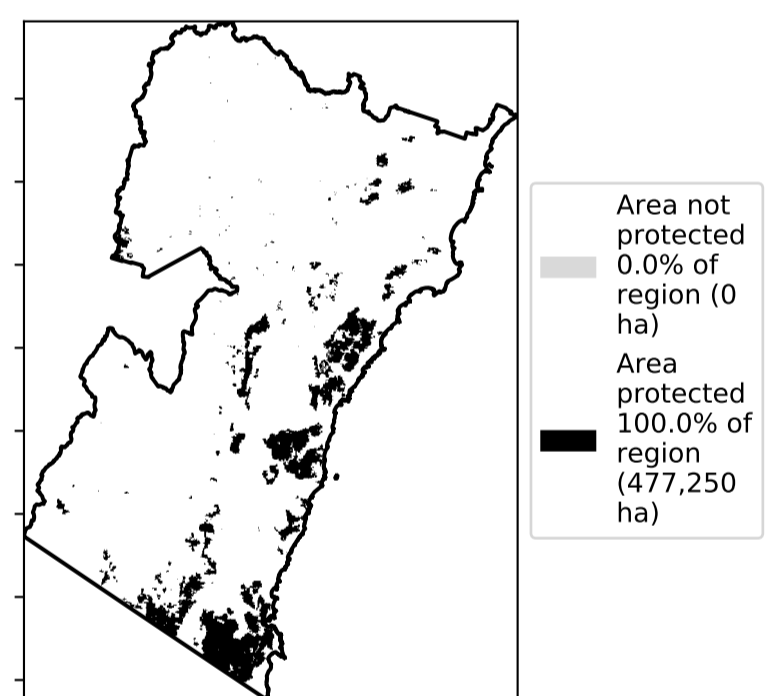 Area not
protected
0.0% of
region (0
ha)
Area
protected
100.0% of
region
(477,250
ha)